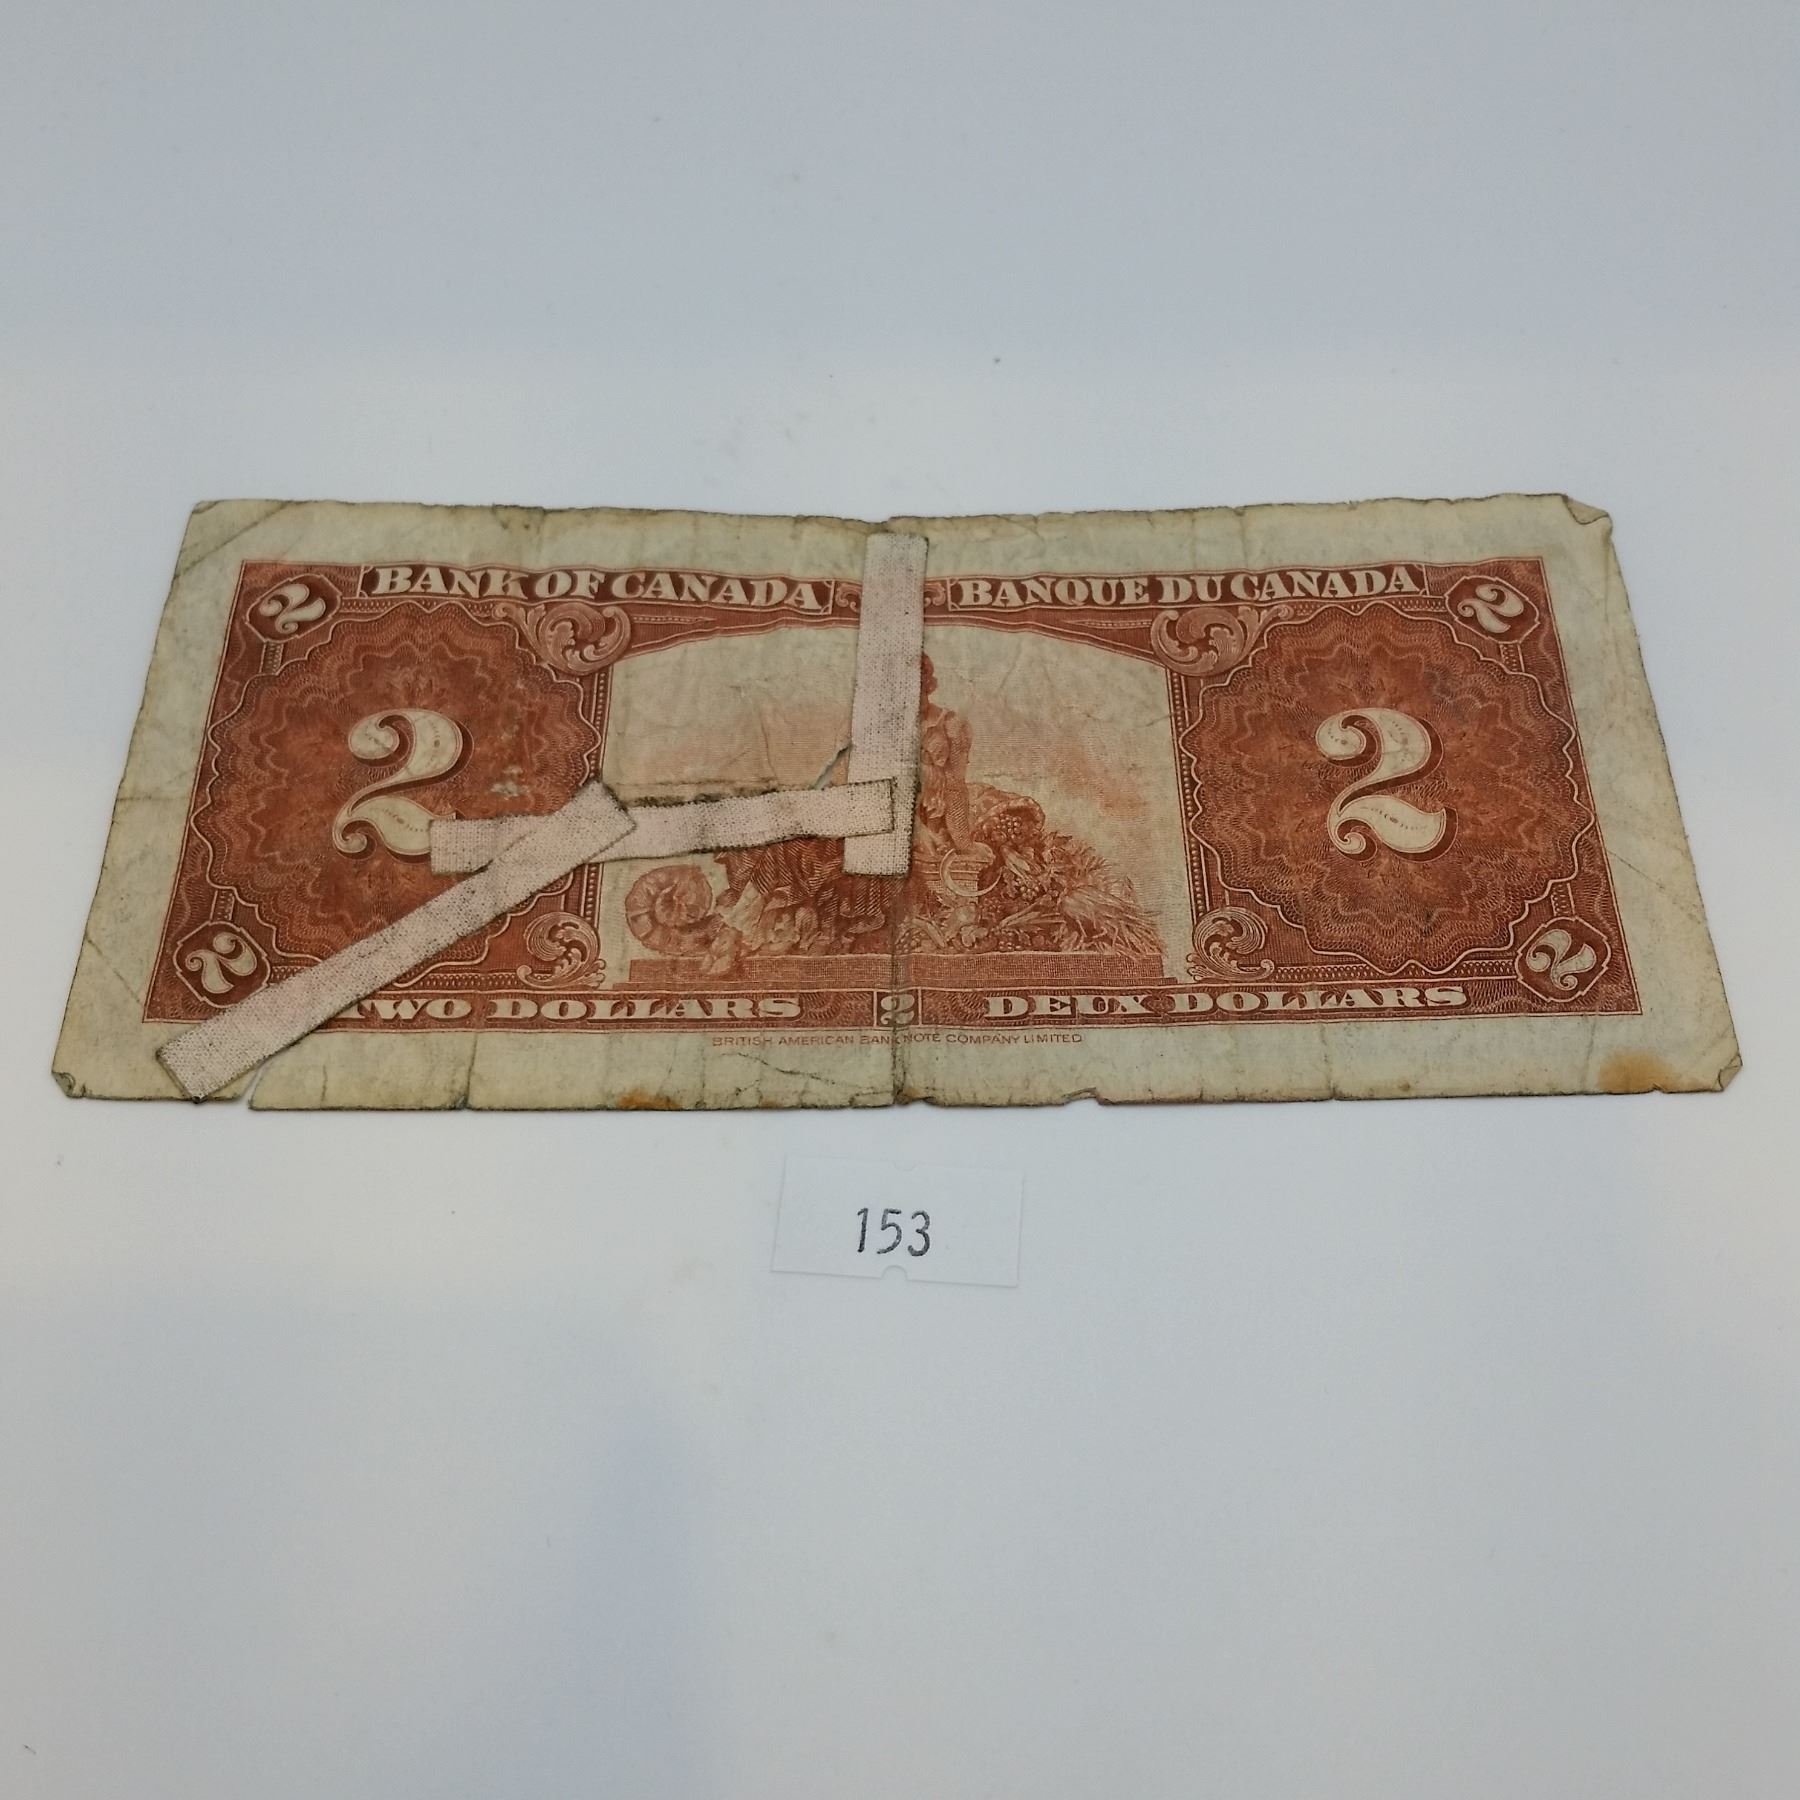 2 BANK OF CANADA BANQUE DU CANADA 2
2 2
2 TWO DOLLARS 2 DEUX DOLLARS 2
BRITISH AMERICAN BANK NOTE COMPANY LIMITED
153